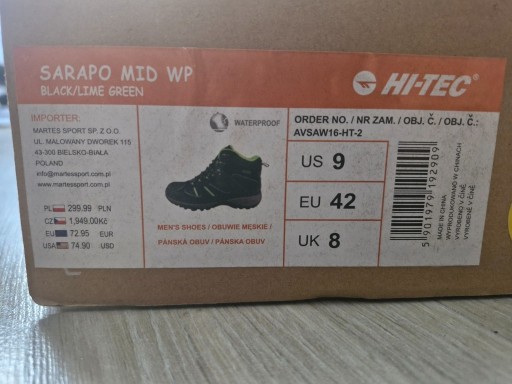 SARAPO MID WP
BLACK/LIME GREEN
HI-TEC®
IMPORTER:
MARTES SPORT SP. Z O.O.
UL. MALOWANY DWOREK 115
43-300 BIELSKO-BIAŁA
POLAND
info@martessport.com.pl
www.martessport.com.pl
PL 299.99 PLN
CZ 1,949.00Kč
EU 72.95 EUR
USA 74.90 USD
WATERPROOF
MEN'S SHOES / OBUWIE MĘSKIE /
PÁNSKÁ OBUV / PÁNSKA OBUV
ORDER NO. / NR ZAM. / OBJ. Č. / OBJ. Č.:
AVSAW16-HT-2
US 9
EU 42
UK 8
5 901979 192909
MADE IN CHINA
WYPRODUKOWANO W CHINACH
VYROBENO V ČÍNĚ
VYROBENÉ V ČÍNE